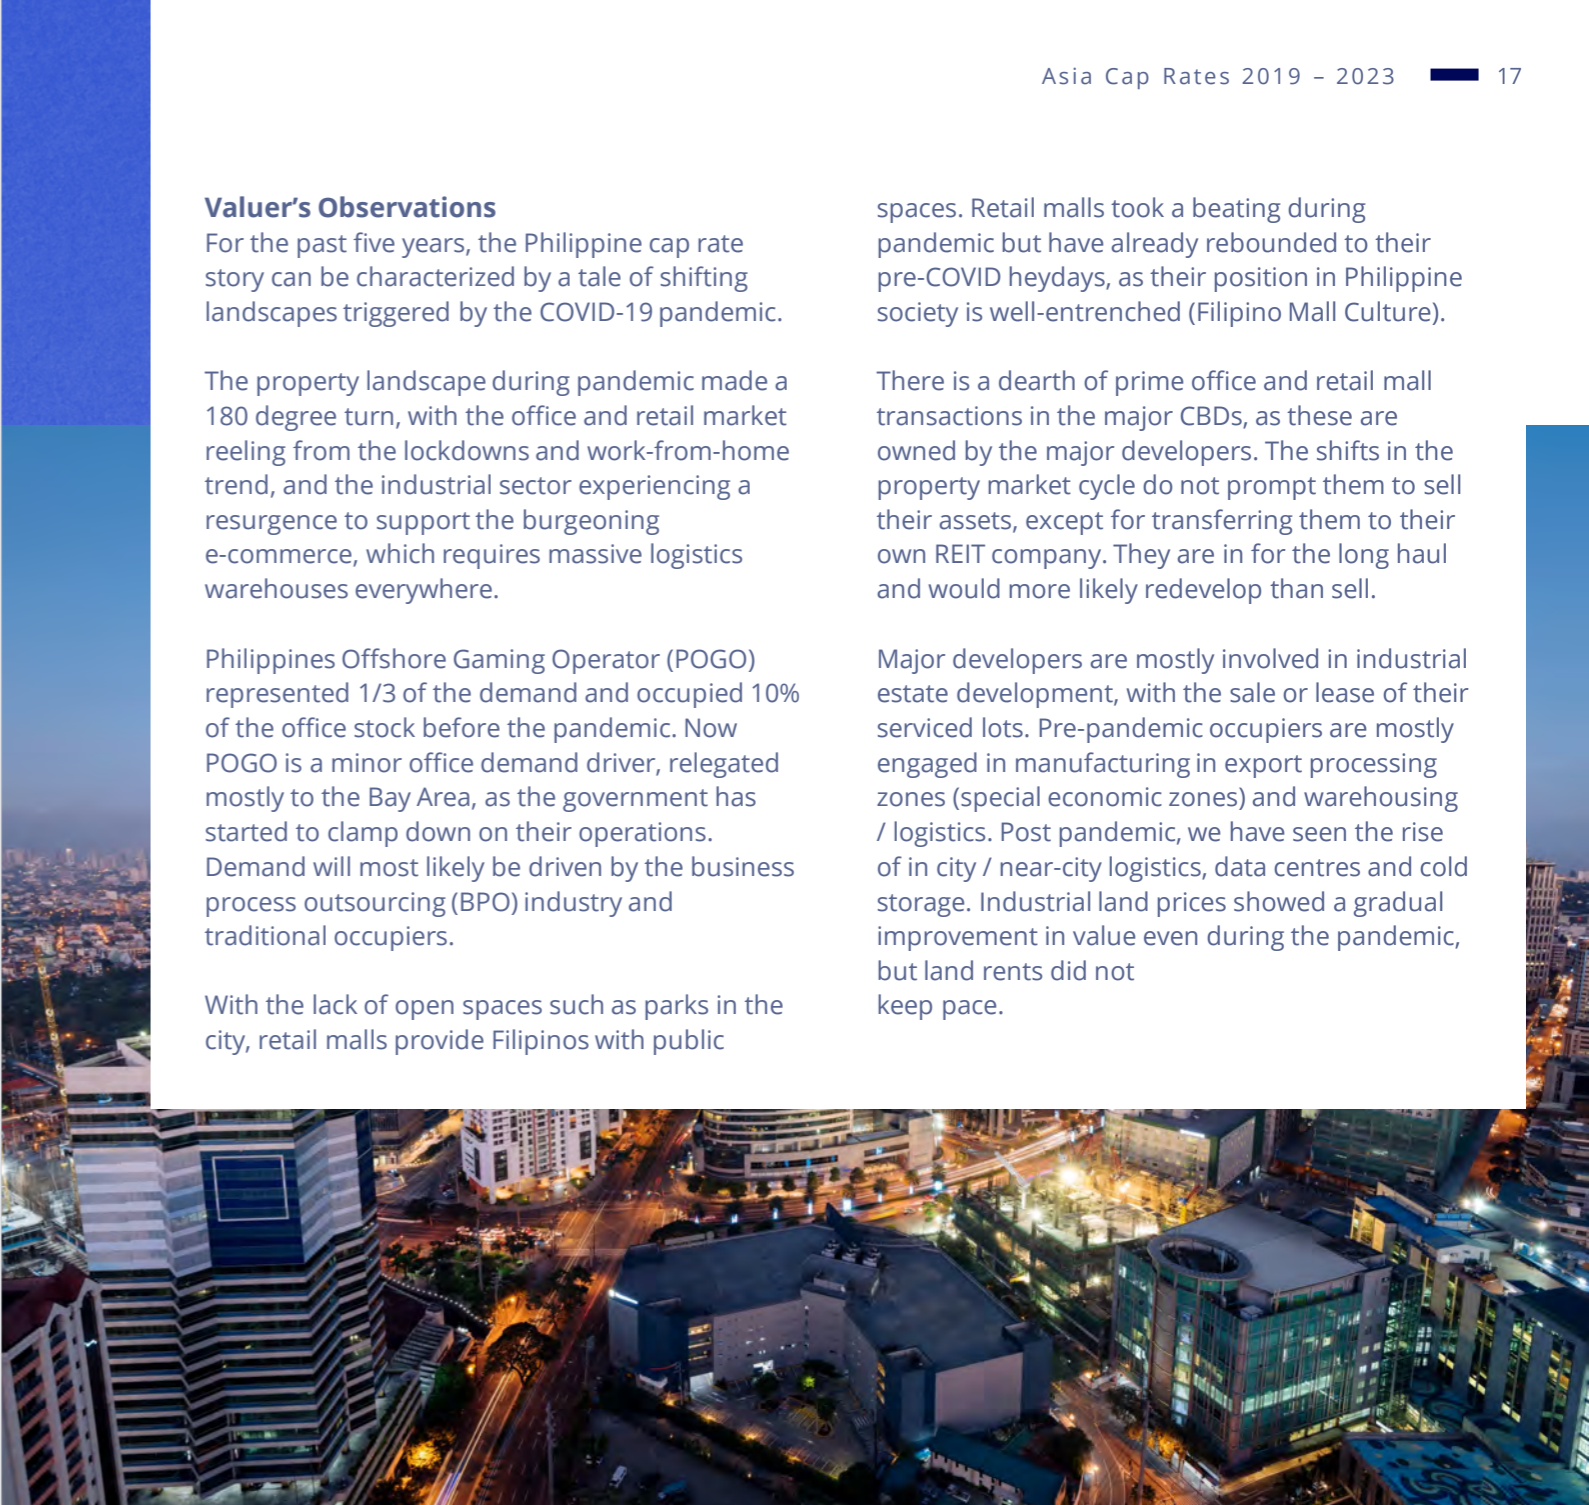 Asia Cap Rates 2019 – 2023 17
Valuer’s Observations
For the past five years, the Philippine cap rate
story can be characterized by a tale of shifting
landscapes triggered by the COVID-19 pandemic.
The property landscape during pandemic made a
180 degree turn, with the office and retail market
reeling from the lockdowns and work-from-home
trend, and the industrial sector experiencing a
resurgence to support the burgeoning
e-commerce, which requires massive logistics
warehouses everywhere.
Philippines Offshore Gaming Operator (POGO)
represented 1/3 of the demand and occupied 10%
of the office stock before the pandemic. Now
POGO is a minor office demand driver, relegated
mostly to the Bay Area, as the government has
started to clamp down on their operations.
Demand will most likely be driven by the business
process outsourcing (BPO) industry and
traditional occupiers.
With the lack of open spaces such as parks in the
city, retail malls provide Filipinos with public
spaces. Retail malls took a beating during
pandemic but have already rebounded to their
pre-COVID heydays, as their position in Philippine
society is well-entrenched (Filipino Mall Culture).
There is a dearth of prime office and retail mall
transactions in the major CBDs, as these are
owned by the major developers. The shifts in the
property market cycle do not prompt them to sell
their assets, except for transferring them to their
own REIT company. They are in for the long haul
and would more likely redevelop than sell.
Major developers are mostly involved in industrial
estate development, with the sale or lease of their
serviced lots. Pre-pandemic occupiers are mostly
engaged in manufacturing in export processing
zones (special economic zones) and warehousing
/ logistics. Post pandemic, we have seen the rise
of in city / near-city logistics, data centres and cold
storage. Industrial land prices showed a gradual
improvement in value even during the pandemic,
but land rents did not
keep pace.